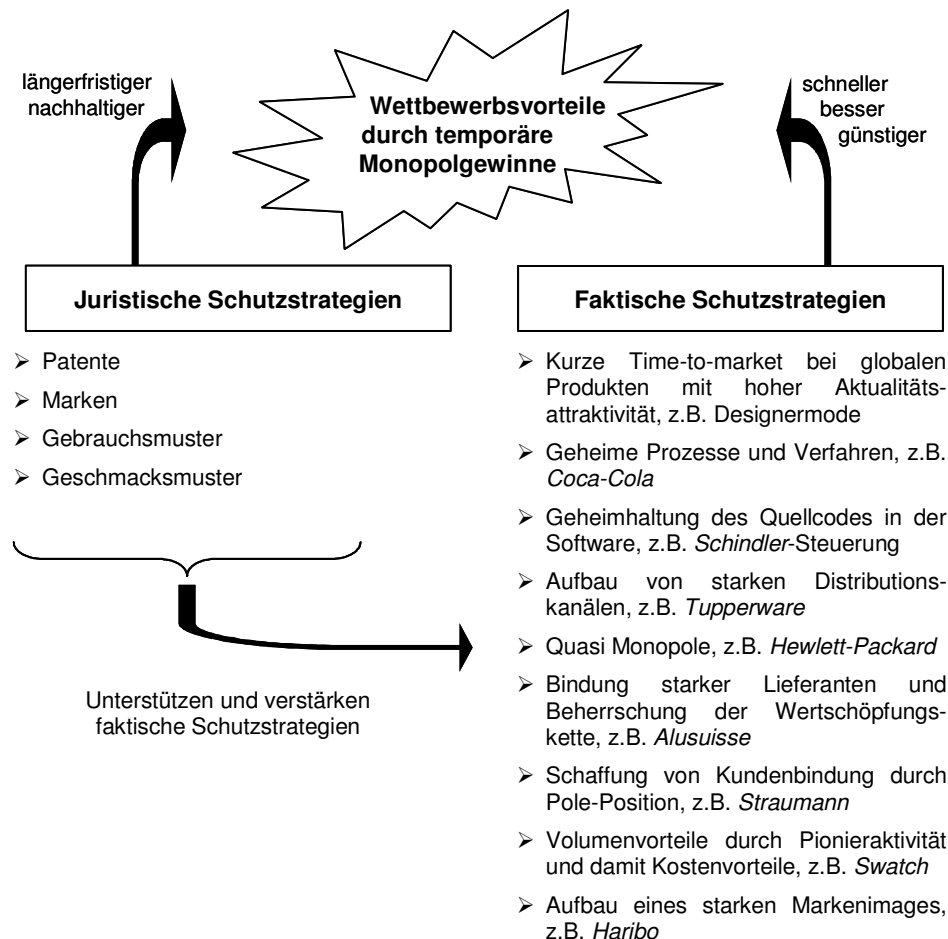 längerfristiger
nachhaltiger
Wettbewerbsvorteile
durch temporäre
Monopolgewinne
schneller
besser
günstiger
Juristische Schutzstrategien
➢ Patente
➢ Marken
➢ Gebrauchsmuster
➢ Geschmacksmuster
Unterstützen und verstärken
faktische Schutzstrategien
Faktische Schutzstrategien
➢ Kurze Time-to-market bei globalen
Produkten mit hoher Aktualitäts-
attraktivität, z.B. Designermode
➢ Geheime Prozesse und Verfahren, z.B.
Coca-Cola
➢ Geheimhaltung des Quellcodes in der
Software, z.B. Schindler-Steuerung
➢ Aufbau von starken Distributions-
kanälen, z.B. Tupperware
➢ Quasi Monopole, z.B. Hewlett-Packard
➢ Bindung starker Lieferanten und
Beherrschung der Wertschöpfungs-
kette, z.B. Alusuisse
➢ Schaffung von Kundenbindung durch
Pole-Position, z.B. Straumann
➢ Volumenvorteile durch Pionieraktivität
und damit Kostenvorteile, z.B. Swatch
➢ Aufbau eines starken Markenimages,
z.B. Haribo